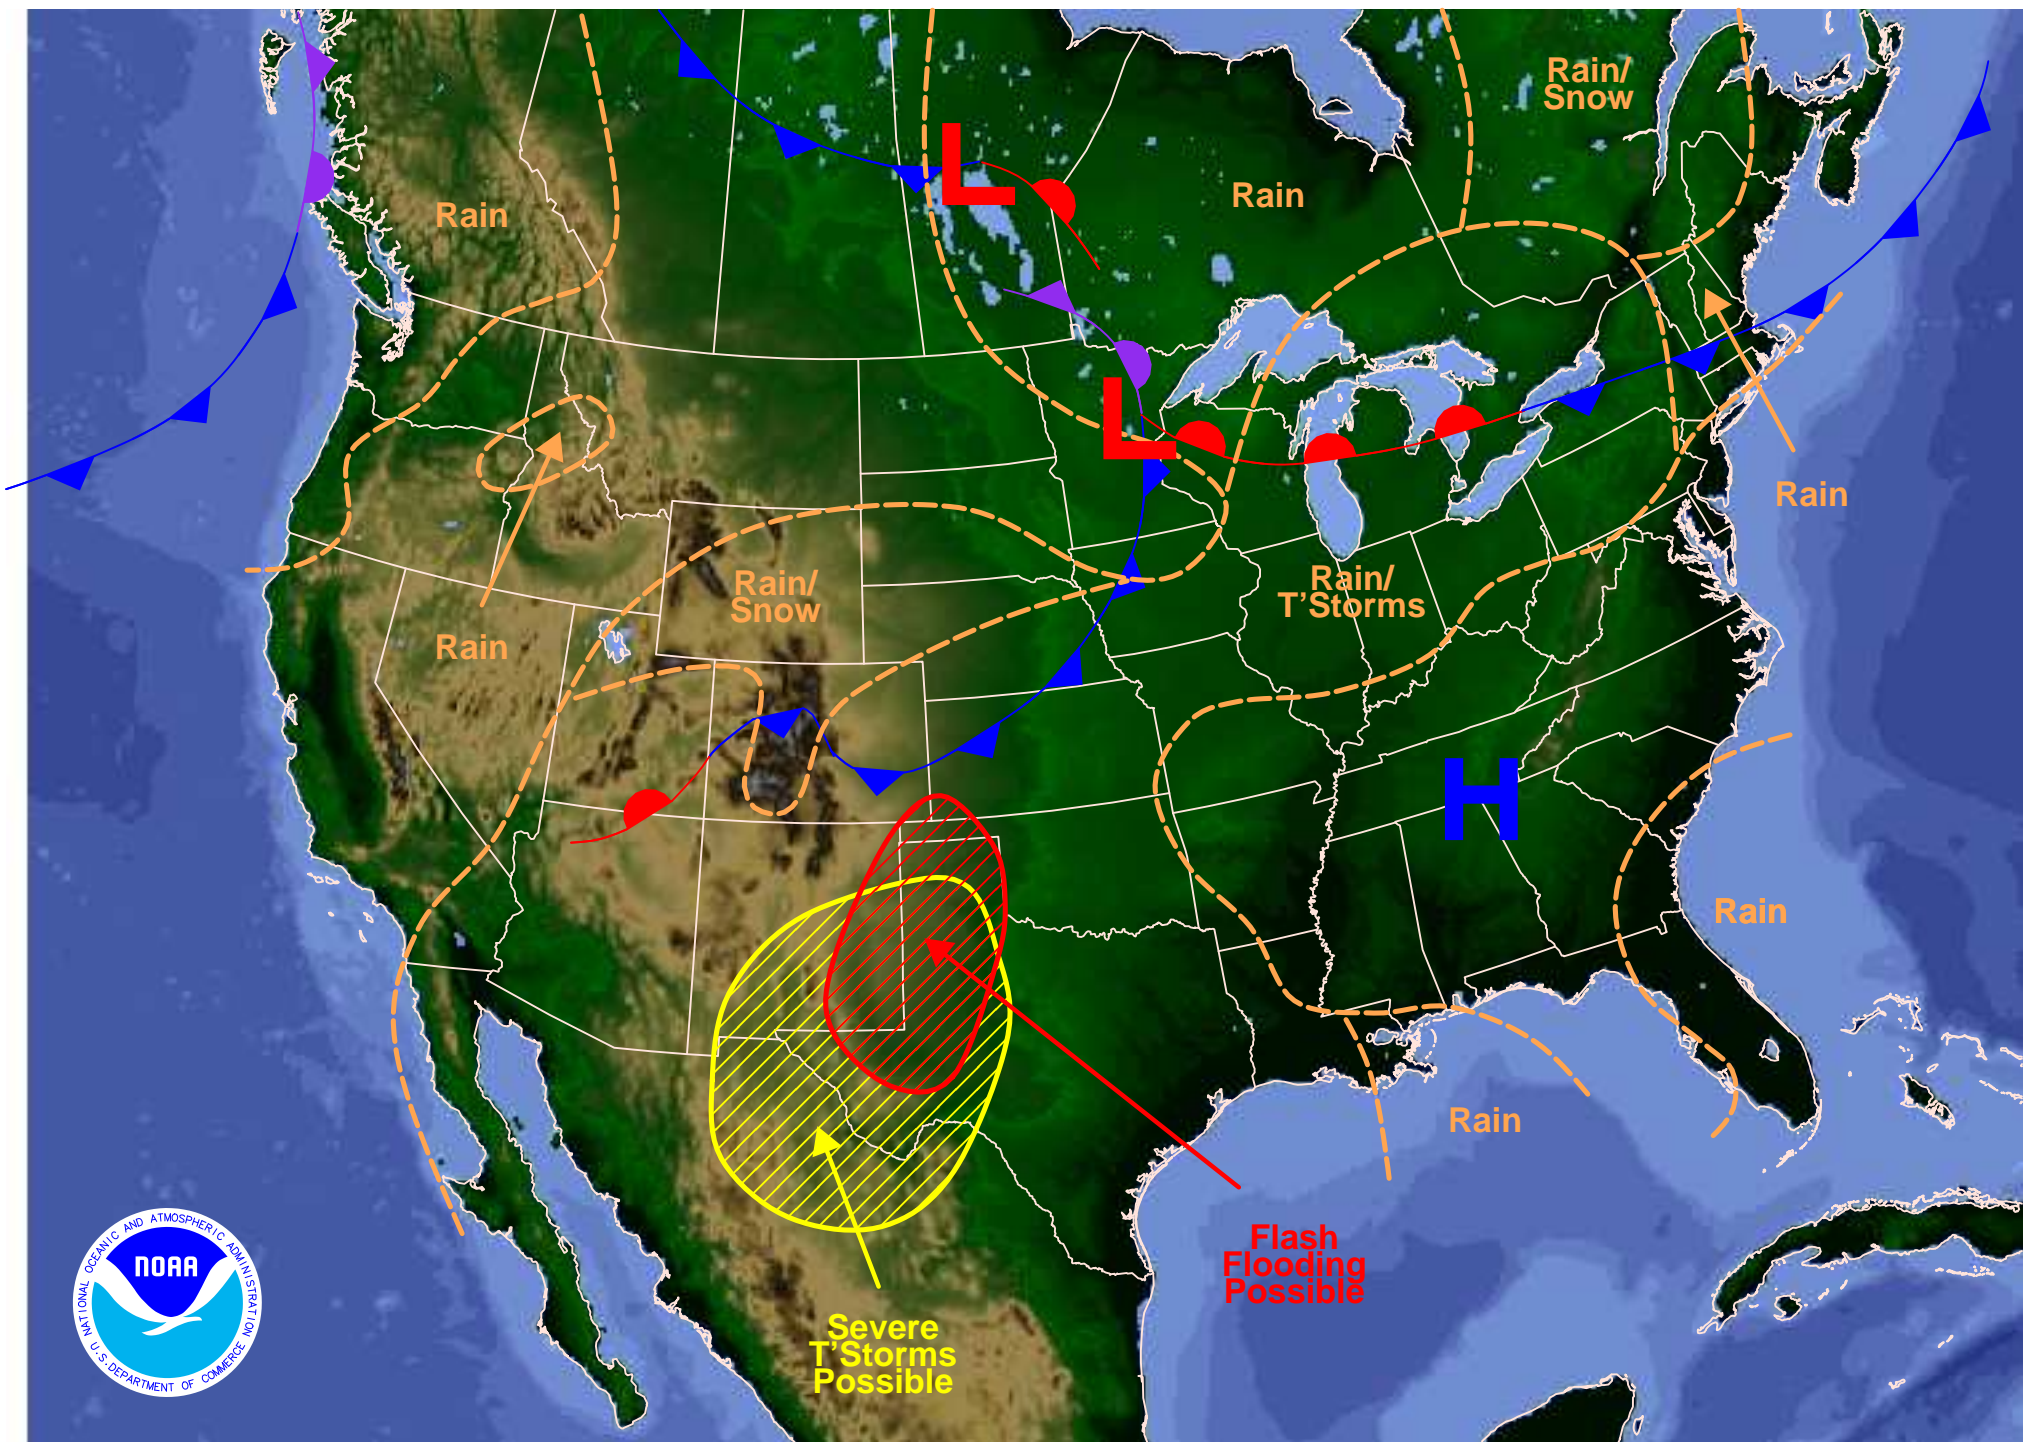 Rain/
Snow
L
Rain
Rain
L
Rain
Rain/
Snow
Rain/
T'Storms
Rain
H
Rain
Rain
Flash
Flooding
Possible
Severe
T'Storms
Possible
NATIONAL OCEANIC AND ATMOSPHERIC ADMINISTRATION
NOAA
U.S. DEPARTMENT OF COMMERCE